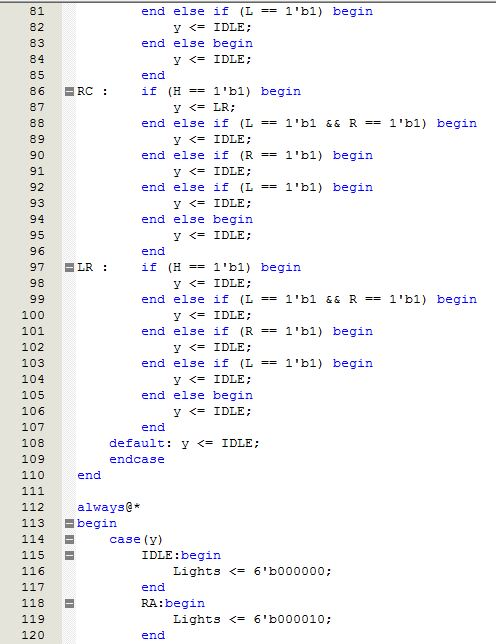 81 end else if (L == 1'b1) begin
82 y <= IDLE;
83 end else begin
84 y <= IDLE;
85 end
86 RC : if (H == 1'b1) begin
87 y <= LR;
88 end else if (L == 1'b1 && R == 1'b1) begin
89 y <= IDLE;
90 end else if (R == 1'b1) begin
91 y <= IDLE;
92 end else if (L == 1'b1) begin
93 y <= IDLE;
94 end else begin
95 y <= IDLE;
96 end
97 LR : if (H == 1'b1) begin
98 y <= IDLE;
99 end else if (L == 1'b1 && R == 1'b1) begin
100 y <= IDLE;
101 end else if (R == 1'b1) begin
102 y <= IDLE;
103 end else if (L == 1'b1) begin
104 y <= IDLE;
105 end else begin
106 y <= IDLE;
107 end
108 default: y <= IDLE;
109 endcase
110 end
111
112 always@*
113 begin
114 case(y)
115 IDLE:begin
116 Lights <= 6'b000000;
117 end
118 RA:begin
119 Lights <= 6'b000010;
120 end